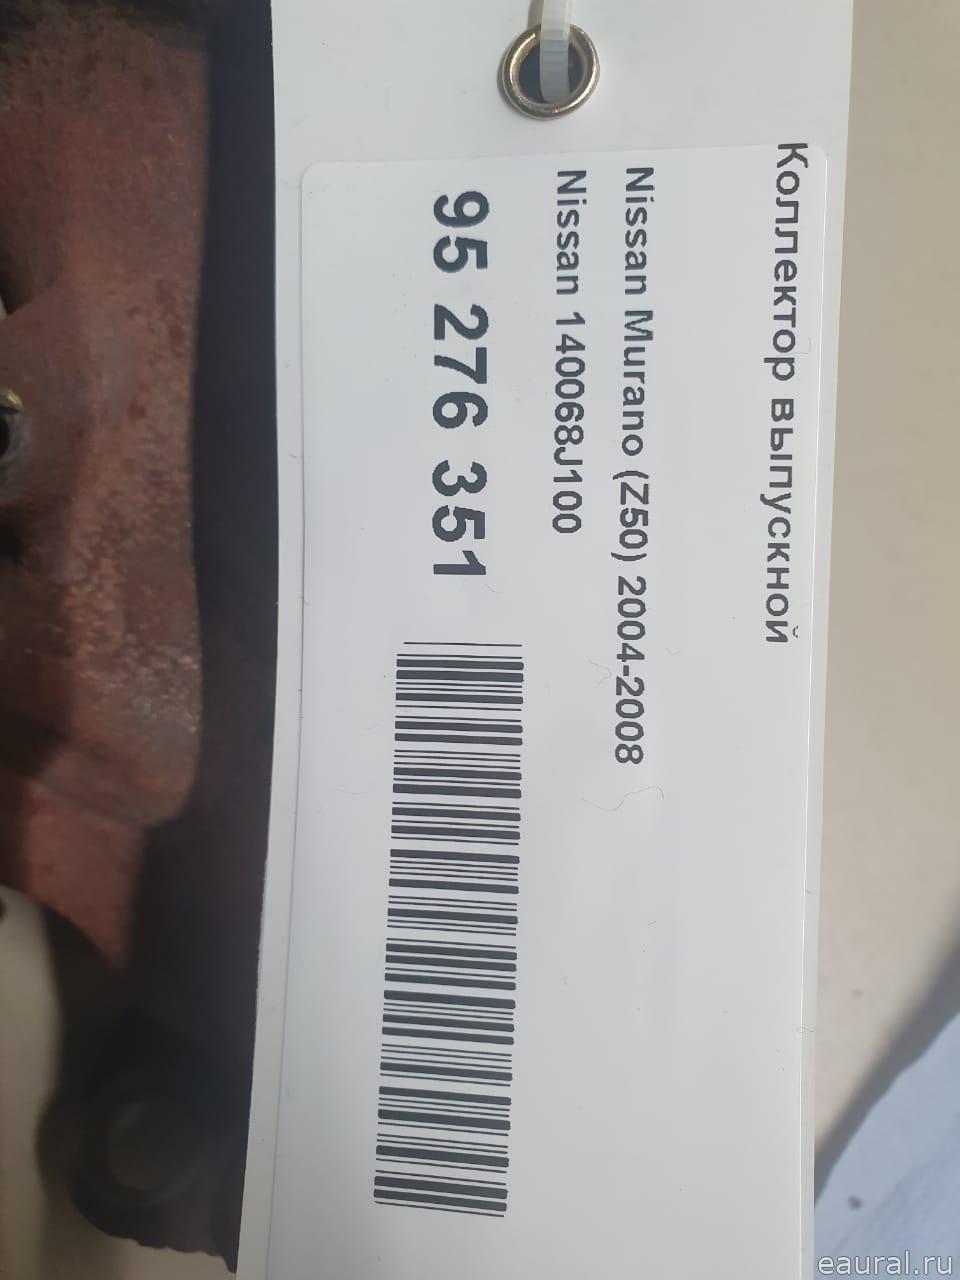 Коллектор выпускной
Nissan Murano (Z50) 2004-2008
Nissan 140068J100
95 276 351
eaural.ru